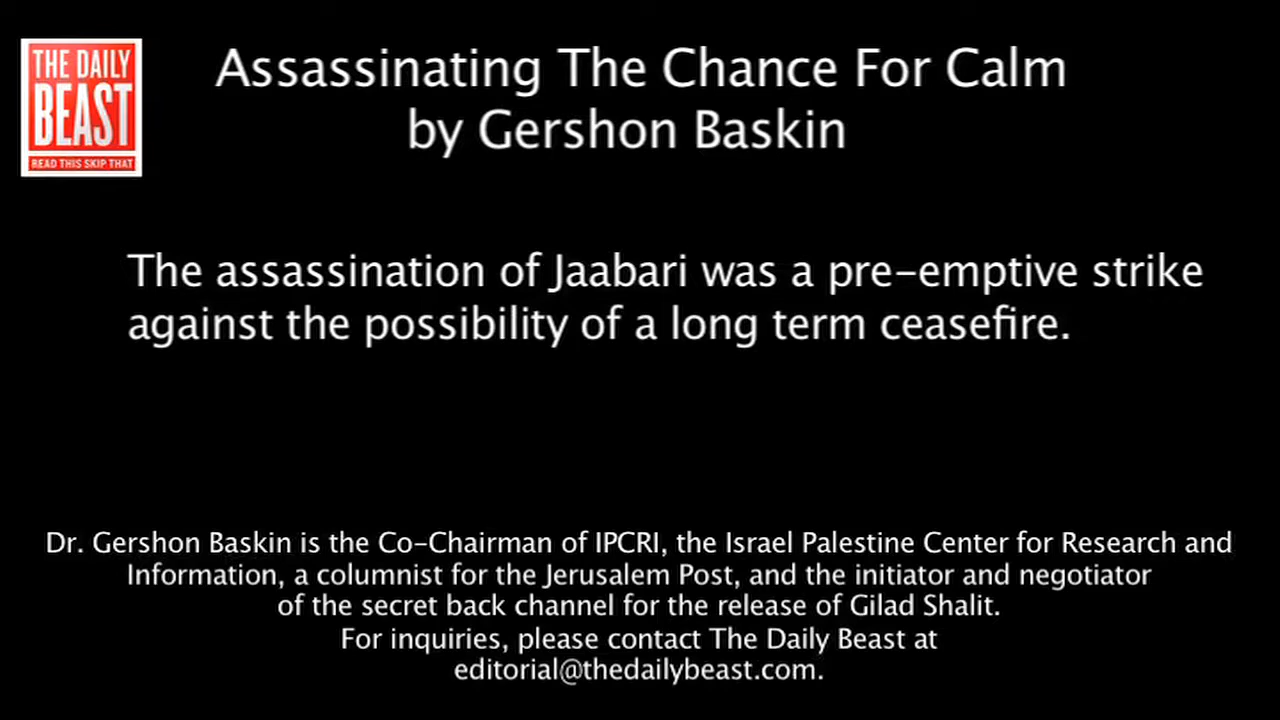 THE DAILY
BEAST
READ THIS SKIP THAT
Assassinating The Chance For Calm
by Gershon Baskin
The assassination of Jaabari was a pre-emptive strike
against the possibility of a long term ceasefire.
Dr. Gershon Baskin is the Co-Chairman of IPCRI, the Israel Palestine Center for Research and
Information, a columnist for the Jerusalem Post, and the initiator and negotiator
of the secret back channel for the release of Gilad Shalit.
For inquiries, please contact The Daily Beast at
editorial@thedailybeast.com.